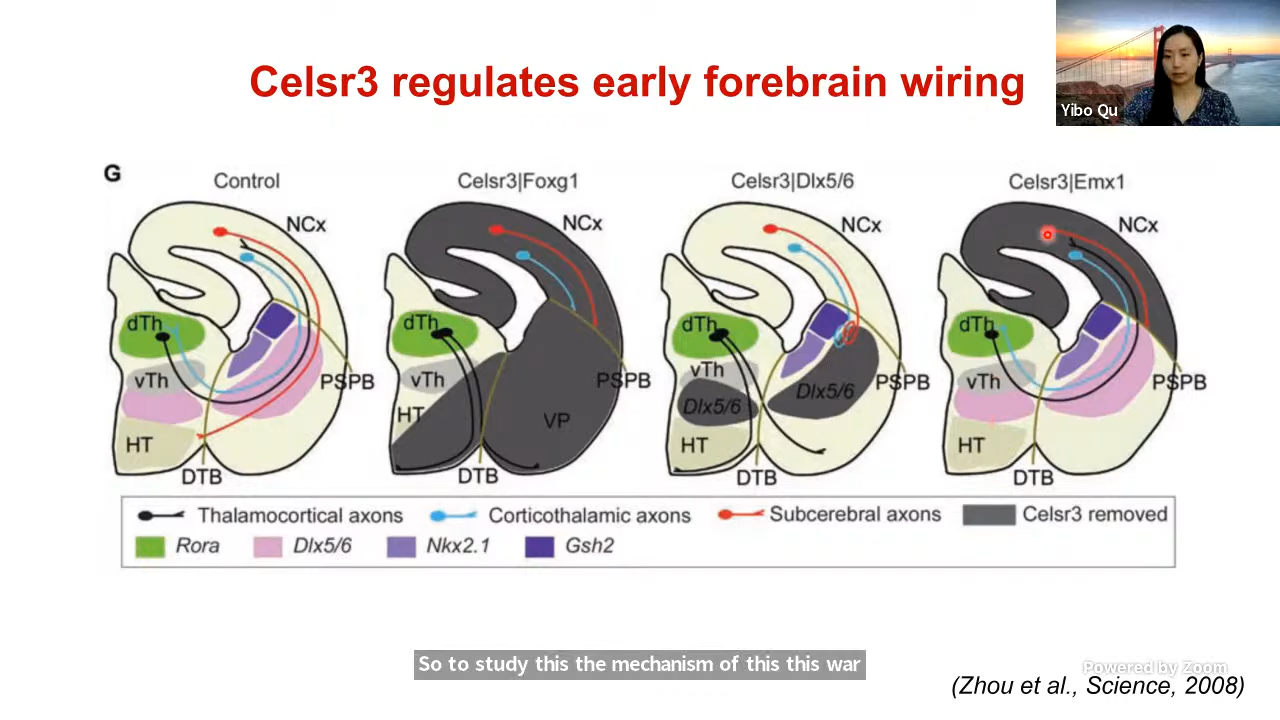 Celsr3 regulates early forebrain wiring
Yibo Qu
G
Control
Celsr3|Foxg1
Celsr3|Dlx5/6
Celsr3|Emx1
NCx
NCx
NCx
NCx
dTh
dTh
dTh
dTh
vTh
PSPB
vTh
PSPB
vTh
PSPB
vTh
PSPB
HT
VP
Dlx5/6
Dlx5/6
HT
HT
HT
DTB
DTB
DTB
DTB
Thalamocortical axons
Corticothalamic axons
Subcerebral axons
Celsr3 removed
Rora
Dlx5/6
Nkx2.1
Gsh2
So to study this the mechanism of this this war
Powered by Zoom
(Zhou et al., Science, 2008)